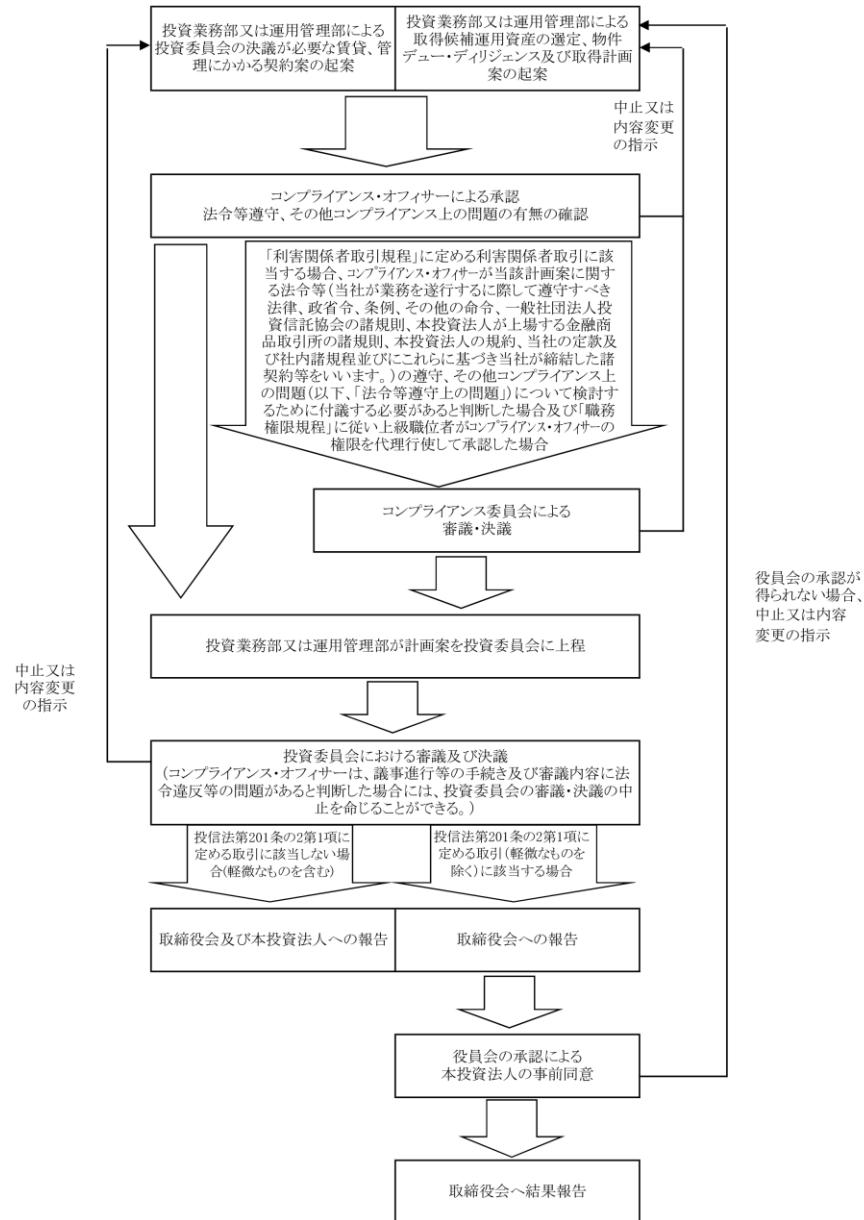 投資業務部又は運用管理部による
投資委員会の決議が必要な賃貸、管
理にかかる契約案の起案
投資業務部又は運用管理部による
取得候補運用資産の選定、物件
デュー・ディリジェンス及び取得計画
案の起案
中止又は
内容変更
の指示
コンプライアンス・オフィサーによる承認
法令等遵守、その他コンプライアンス上の問題の有無の確認
「利害関係者取引規程」に定める利害関係者取引に該
当する場合、コンプライアンス・オフィサーが当該計画案に関す
る法令等(当社が業務を遂行するに際して遵守すべき
法律、政省令、条例、その他の命令、一般社団法人投
資信託協会の諸規則、本投資法人が上場する金融商
品取引所の諸規則、本投資法人の規約、当社の定款及
び社内諸規程並びにこれらに基づき当社が締結した諸
契約等をいいます。)の遵守、その他コンプライアンス上
の問題(以下、「法令等遵守上の問題」)について検討す
るために付議する必要があると判断した場合及び「職務
権限規程」に従い上級職位者がコンプライアンス・オフィサーの
権限を代理行使して承認した場合
コンプライアンス委員会による
審議・決議
役員会の承認が
得られない場合、
中止又は内容
変更の指示
投資業務部又は運用管理部が計画案を投資委員会に上程
中止又は
内容変更
の指示
投資委員会における審議及び決議
(コンプライアンス・オフィサーは、議事進行等の手続き及び審議内容に法
令違反等の問題があると判断した場合には、投資委員会の審議・決議の中
止を命じることができる。)
投信法第201条の2第1項に
定める取引に該当しない場
合(軽微なものを含む)
投信法第201条の2第1項に
定める取引(軽微なものを
除く)に該当する場合
取締役会及び本投資法人への報告
取締役会への報告
役員会の承認による
本投資法人の事前同意
取締役会へ結果報告